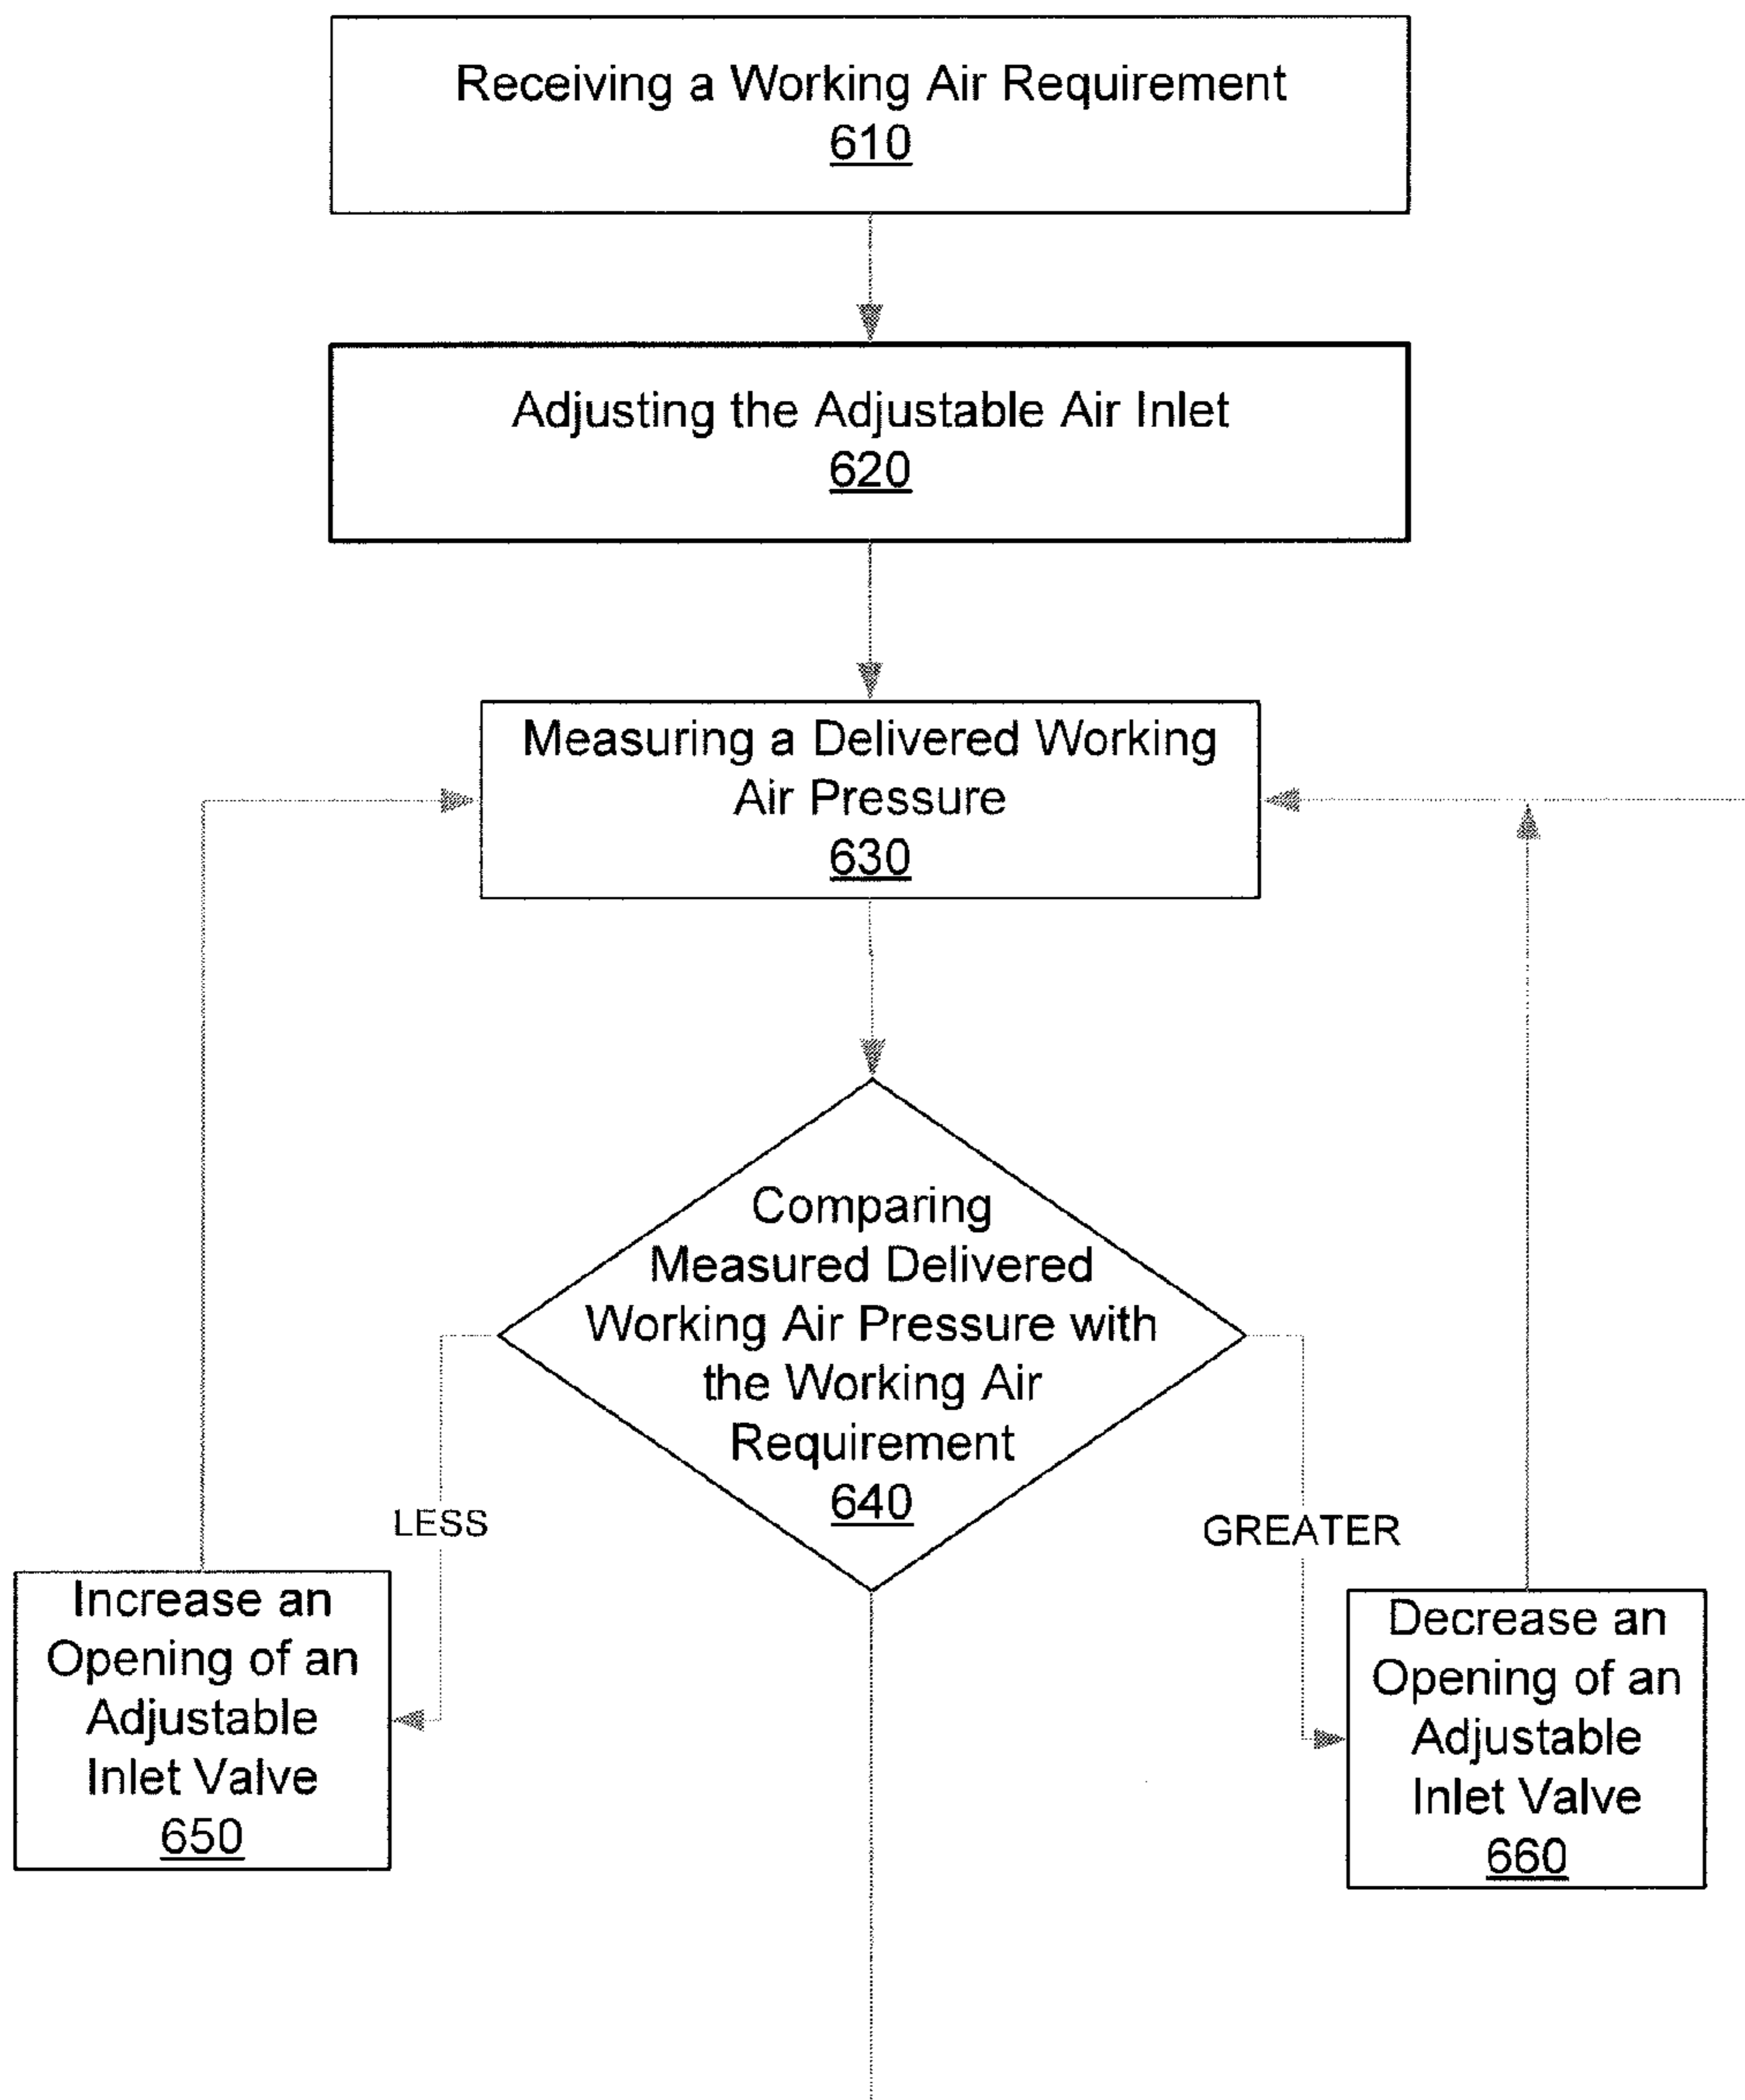 Receiving a Working Air Requirement
610
Adjusting the Adjustable Air Inlet
620
Measuring a Delivered Working
Air Pressure
630
Comparing
Measured Delivered
Working Air Pressure with
the Working Air
Requirement
640
LESS
GREATER
Increase an
Opening of an
Adjustable
Inlet Valve
650
Decrease an
Opening of an
Adjustable
Inlet Valve
660